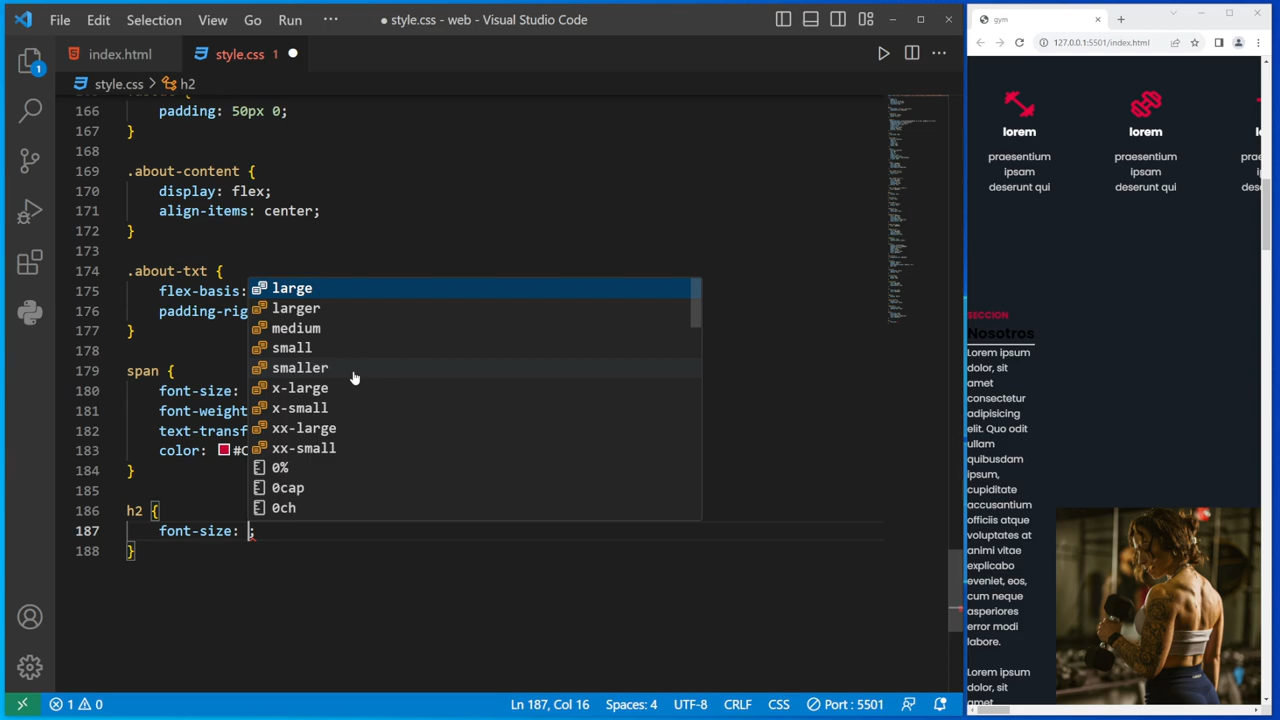 File Edit Selection View Go Run ··· ● style.css - web - Visual Studio Code
index.html style.css 1 ●
style.css > h2
166 padding: 50px 0;
167 }
168
169 .about-content {
170 display: flex;
171 align-items: center;
172 }
173
174 .about-txt {
175 flex-basis:
176 padding-rig
177 }
178
179 span {
180 font-size:
181 font-weight
182 text-transf
183 color: #C
184 }
185
186 h2 {
187 font-size: ;
188 }
large
larger
medium
small
smaller
x-large
x-small
xx-large
xx-small
0%
0cap
0ch
1
1 0 Ln 187, Col 16 Spaces: 4 UTF-8 CRLF CSS Port : 5501
gym
127.0.0.1:5501/index.html
lorem lorem l
praesentium praesentium prae
ipsam ipsam
deserunt qui deserunt qui des
SECCION
Nosotros
Lorem ipsum
dolor, sit
amet
consectetur
adipisicing
elit. Quo odit
ullam
quibusdam
ipsum,
cupiditate
accusantium
officiis atque
voluptates at
animi vitae
explicabo
eveniet, eos,
cum neque
asperiores
error modi
labore.
Lorem ipsum
dolor, sit
amet